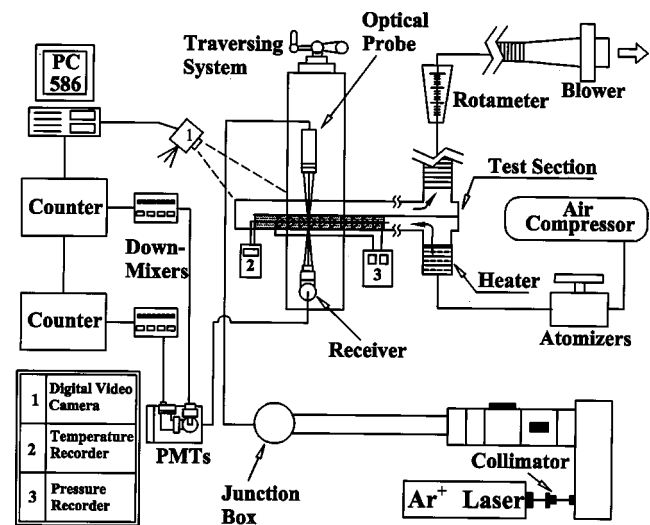 Optical
Probe
Traversing
System
PC
586
1
Rotameter
Blower
Test Section
Air
Compressor
Counter
Down-
Mixers
2
3
Heater
Atomizers
Counter
Receiver
1 Digital Video
Camera
2 Temperature
Recorder
3 Pressure
Recorder
PMTs
Junction
Box
Collimator
Ar+ Laser